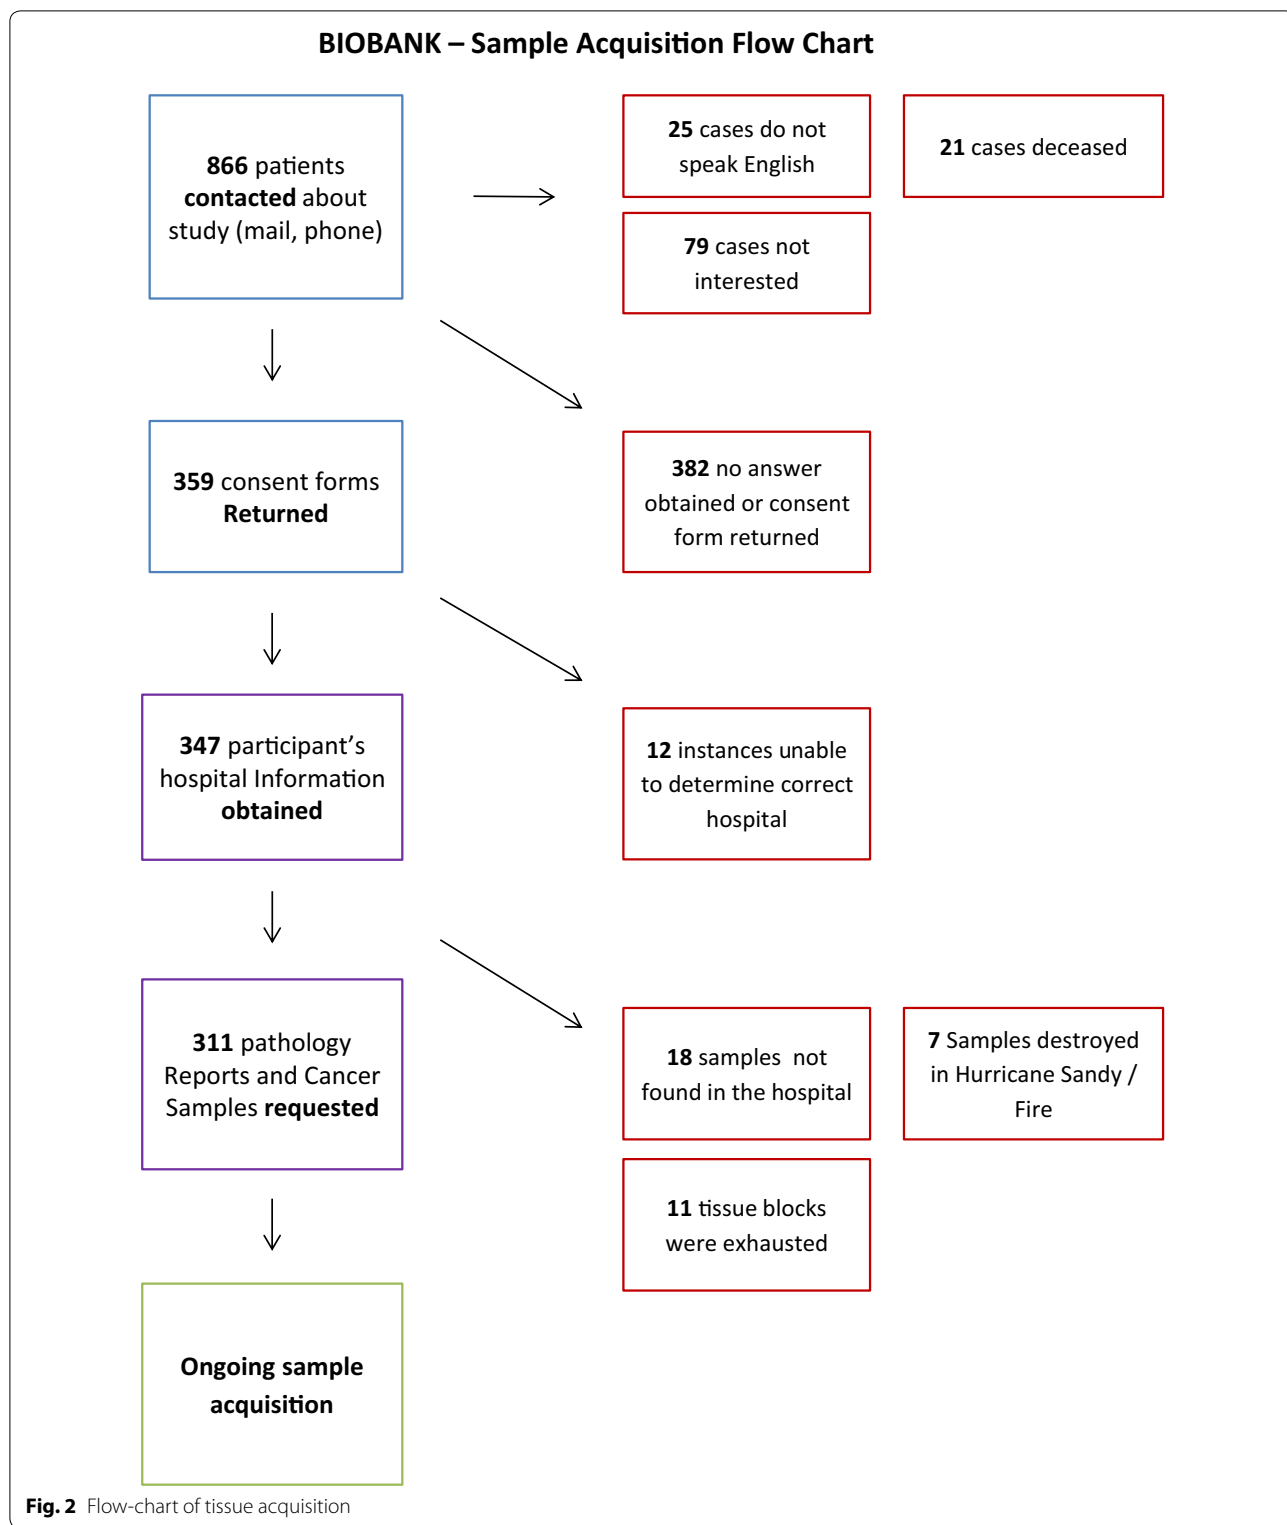 BIOBANK – Sample Acquisition Flow Chart
866 patients
contacted about
study (mail, phone)
25 cases do not
speak English
21 cases deceased
79 cases not
interested
359 consent forms
Returned
382 no answer
obtained or consent
form returned
347 participant’s
hospital Information
obtained
12 instances unable
to determine correct
hospital
311 pathology
Reports and Cancer
Samples requested
18 samples not
found in the hospital
7 Samples destroyed
in Hurricane Sandy /
Fire
11 tissue blocks
were exhausted
Ongoing sample
acquisition
Fig. 2 Flow-chart of tissue acquisition